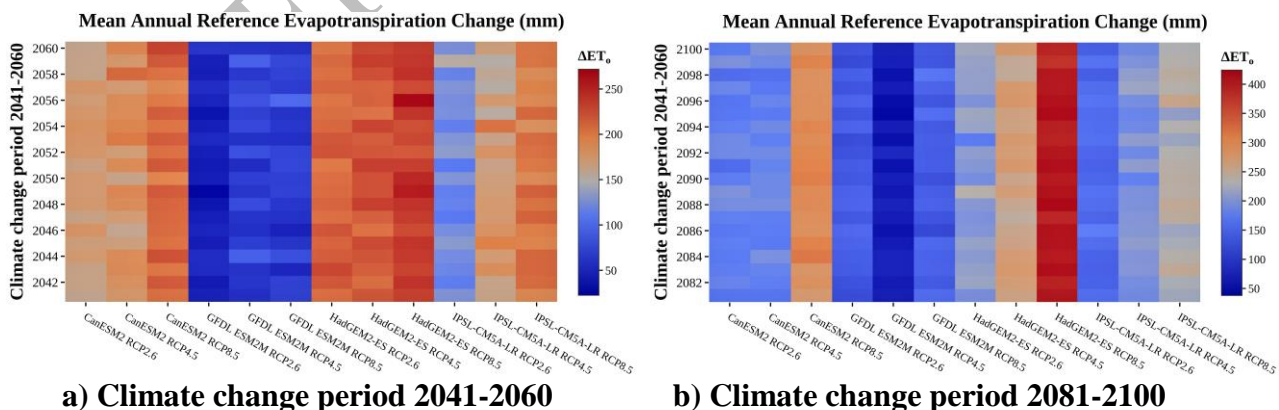 Mean Annual Reference Evapotranspiration Change (mm)
Climate change period 2041-2060
2060
2058
2056
2054
2052
2050
2048
2046
2044
2042
ΔETo
250
200
150
100
50
CanESM2 RCP2.6
CanESM2 RCP4.5
CanESM2 RCP8.5
GFDL ESM2M RCP2.6
GFDL ESM2M RCP4.5
GFDL ESM2M RCP8.5
HadGEM2-ES RCP2.6
HadGEM2-ES RCP4.5
HadGEM2-ES RCP8.5
IPSL-CM5A-LR RCP2.6
IPSL-CM5A-LR RCP4.5
IPSL-CM5A-LR RCP8.5
a) Climate change period 2041-2060
Mean Annual Reference Evapotranspiration Change (mm)
Climate change period 2041-2060
2100
2098
2096
2094
2092
2090
2088
2086
2084
2082
ΔETo
400
350
300
250
200
150
100
50
CanESM2 RCP2.6
CanESM2 RCP4.5
CanESM2 RCP8.5
GFDL ESM2M RCP2.6
GFDL ESM2M RCP4.5
GFDL ESM2M RCP8.5
HadGEM2-ES RCP2.6
HadGEM2-ES RCP4.5
HadGEM2-ES RCP8.5
IPSL-CM5A-LR RCP2.6
IPSL-CM5A-LR RCP4.5
IPSL-CM5A-LR RCP8.5
b) Climate change period 2081-2100